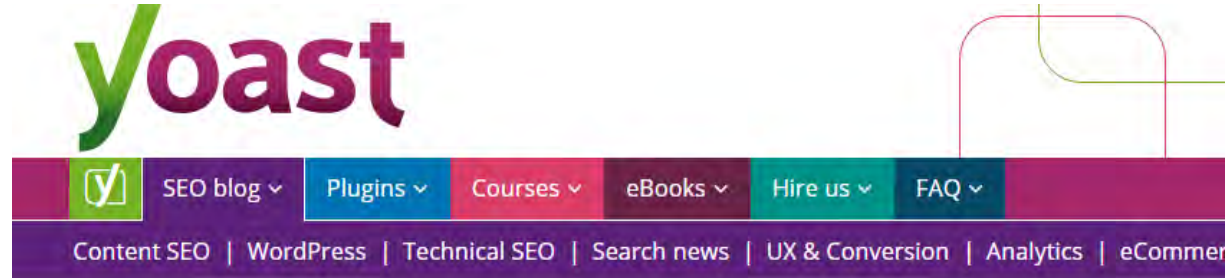 yoast
y SEO blog Plugins Courses eBooks Hire us FAQ
Content SEO | WordPress | Technical SEO | Search news | UX & Conversion | Analytics | eCommer